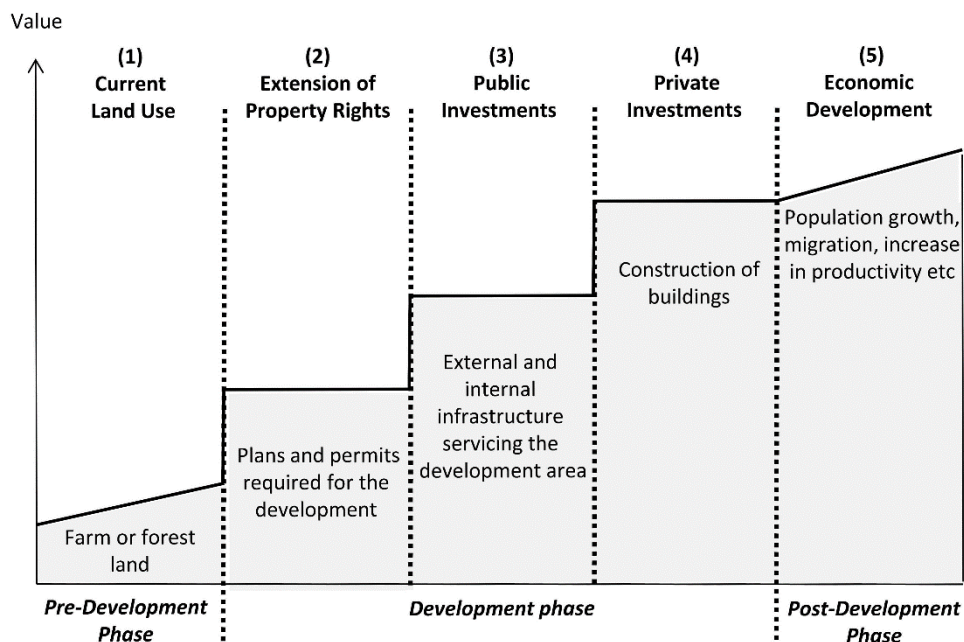 Value
(1)
Current
Land Use
(2)
Extension of
Property Rights
(3)
Public
Investments
(4)
Private
Investments
(5)
Economic
Development
Farm or forest
land
Plans and permits
required for the
development
External and
internal
infrastructure
servicing the
development area
Construction of
buildings
Population growth,
migration, increase
in productivity etc
Pre-Development
Phase
Development phase
Post-Development
Phase